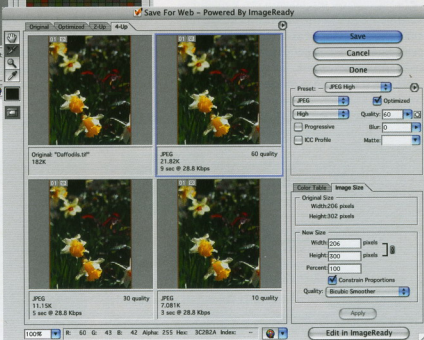 Save For Web – Powered By ImageReady
Original Optimized 2-Up 4-Up
Original: "Daffodils.tif"
182K
JPEG 60 quality
21.82K
9 sec @ 28.8 Kbps
JPEG 30 quality
11.15K
5 sec @ 28.8 Kbps
JPEG 10 quality
7.081K
3 sec @ 28.8 Kbps
100% R: 60 G: 43 B: 42 Alpha: 255 Hex: 3C2B2A Index: –
Save
Cancel
Done
Preset: JPEG High
JPEG Optimized
High Quality: 60
Progressive Blur: 0
ICC Profile Matte:
Color Table Image Size
Original Size
Width: 206 pixels
Height: 302 pixels
New Size
Width: 206 pixels
Height: 300 pixels
Percent: 100
Constrain Proportions
Quality: Bicubic Smoother
Apply
Edit in ImageReady